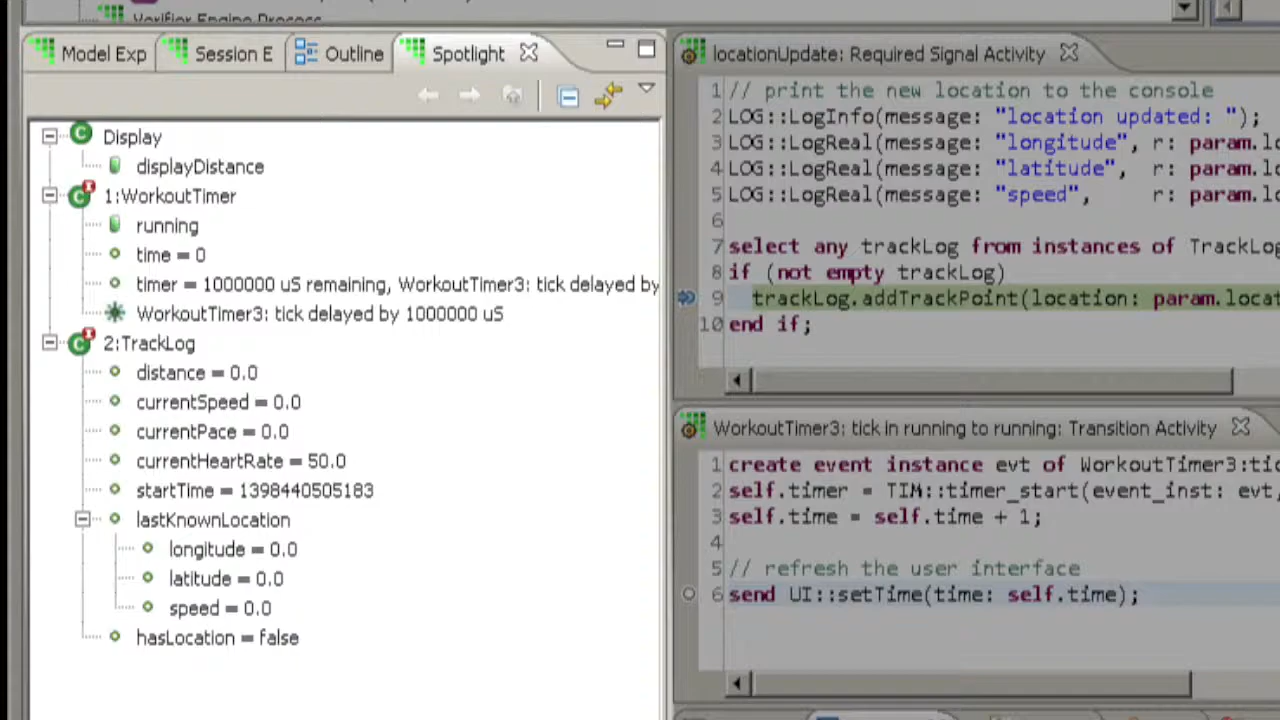 Verifier Engine Process
Model Exp
Session E
Outline
Spotlight
Display
displayDistance
1:WorkoutTimer
running
time = 0
timer = 1000000 uS remaining, WorkoutTimer3: tick delayed by
WorkoutTimer3: tick delayed by 1000000 uS
2:TrackLog
distance = 0.0
currentSpeed = 0.0
currentPace = 0.0
currentHeartRate = 50.0
startTime = 1398440505183
lastKnownLocation
longitude = 0.0
latitude = 0.0
speed = 0.0
hasLocation = false
locationUpdate: Required Signal Activity
1 // print the new location to the console
2 LOG::LogInfo(message: "location updated: ");
3 LOG::LogReal(message: "longitude", r: param.lo
4 LOG::LogReal(message: "latitude", r: param.lo
5 LOG::LogReal(message: "speed", r: param.lo
6
7 select any trackLog from instances of TrackLog
8 if (not empty trackLog)
9 trackLog.addTrackPoint(location: param.locat
10 end if;
WorkoutTimer3: tick in running to running: Transition Activity
1 create event instance evt of WorkoutTimer3:tic
2 self.timer = TIM::timer_start(event_inst: evt,
3 self.time = self.time + 1;
4
5 // refresh the user interface
6 send UI::setTime(time: self.time);